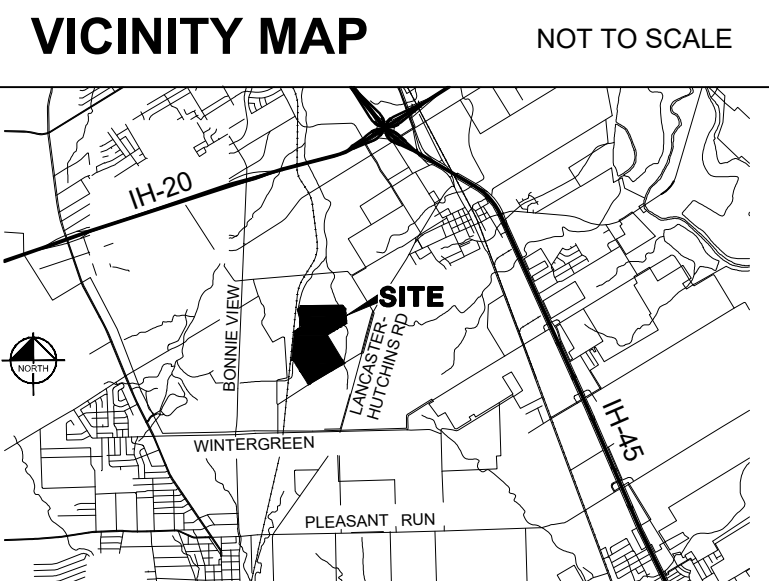 VICINITY MAP
NOT TO SCALE
IH-20
SITE
BONNIE VIEW
LANCASTER-
HUTCHINS RD
NORTH
IH-45
WINTERGREEN
PLEASANT RUN